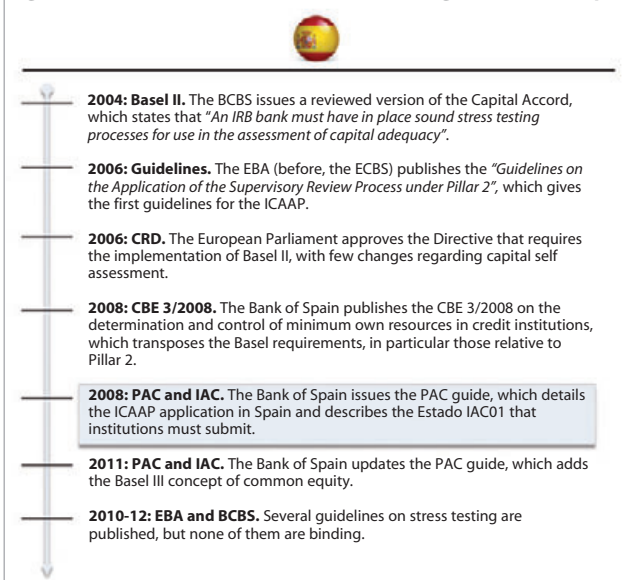 2004: Basel II. The BCBS issues a reviewed version of the Capital Accord,
which states that “An IRB bank must have in place sound stress testing
processes for use in the assessment of capital adequacy”.
2006: Guidelines. The EBA (before, the ECBS) publishes the “Guidelines on
the Application of the Supervisory Review Process under Pillar 2”, which gives
the first guidelines for the ICAAP.
2006: CRD. The European Parliament approves the Directive that requires
the implementation of Basel II, with few changes regarding capital self
assessment.
2008: CBE 3/2008. The Bank of Spain publishes the CBE 3/2008 on the
determination and control of minimum own resources in credit institutions,
which transposes the Basel requirements, in particular those relative to
Pillar 2.
2008: PAC and IAC. The Bank of Spain issues the PAC guide, which details
the ICAAP application in Spain and describes the Estado IAC01 that
institutions must submit.
2011: PAC and IAC. The Bank of Spain updates the PAC guide, which adds
the Basel III concept of common equity.
2010-12: EBA and BCBS. Several guidelines on stress testing are
published, but none of them are binding.